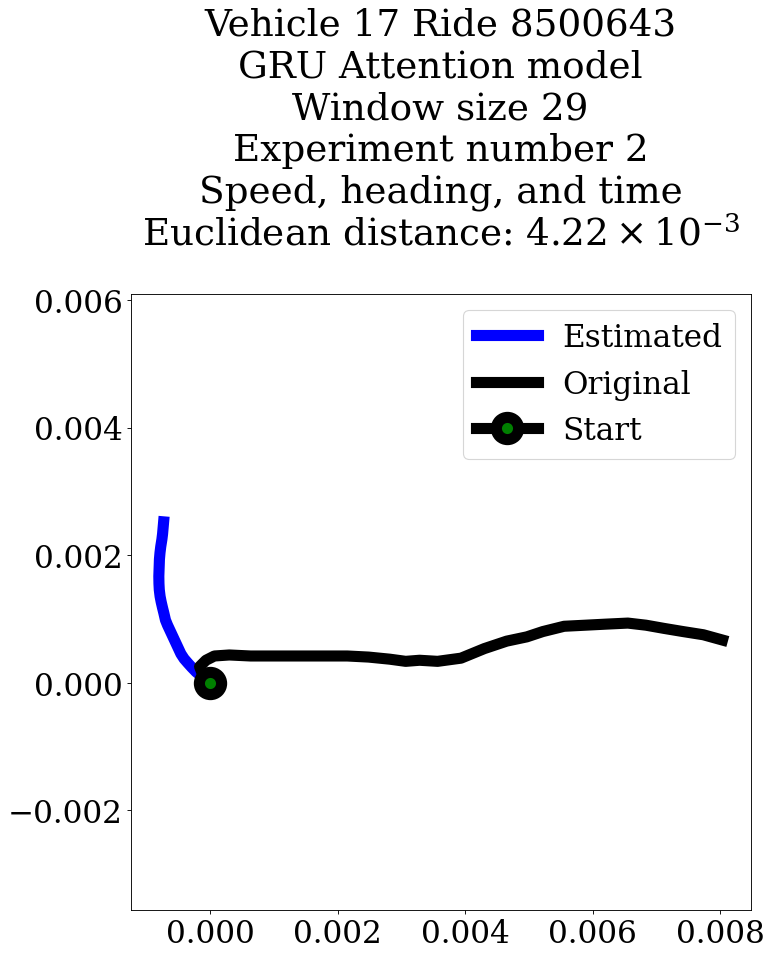 Vehicle 17 Ride 8500643
GRU Attention model
Window size 29
Experiment number 2
Speed, heading, and time
Euclidean distance: 4.22 × 10⁻³
0.006
0.004
0.002
0.000
−0.002
Estimated
Original
Start
0.000 0.002 0.004 0.006 0.008